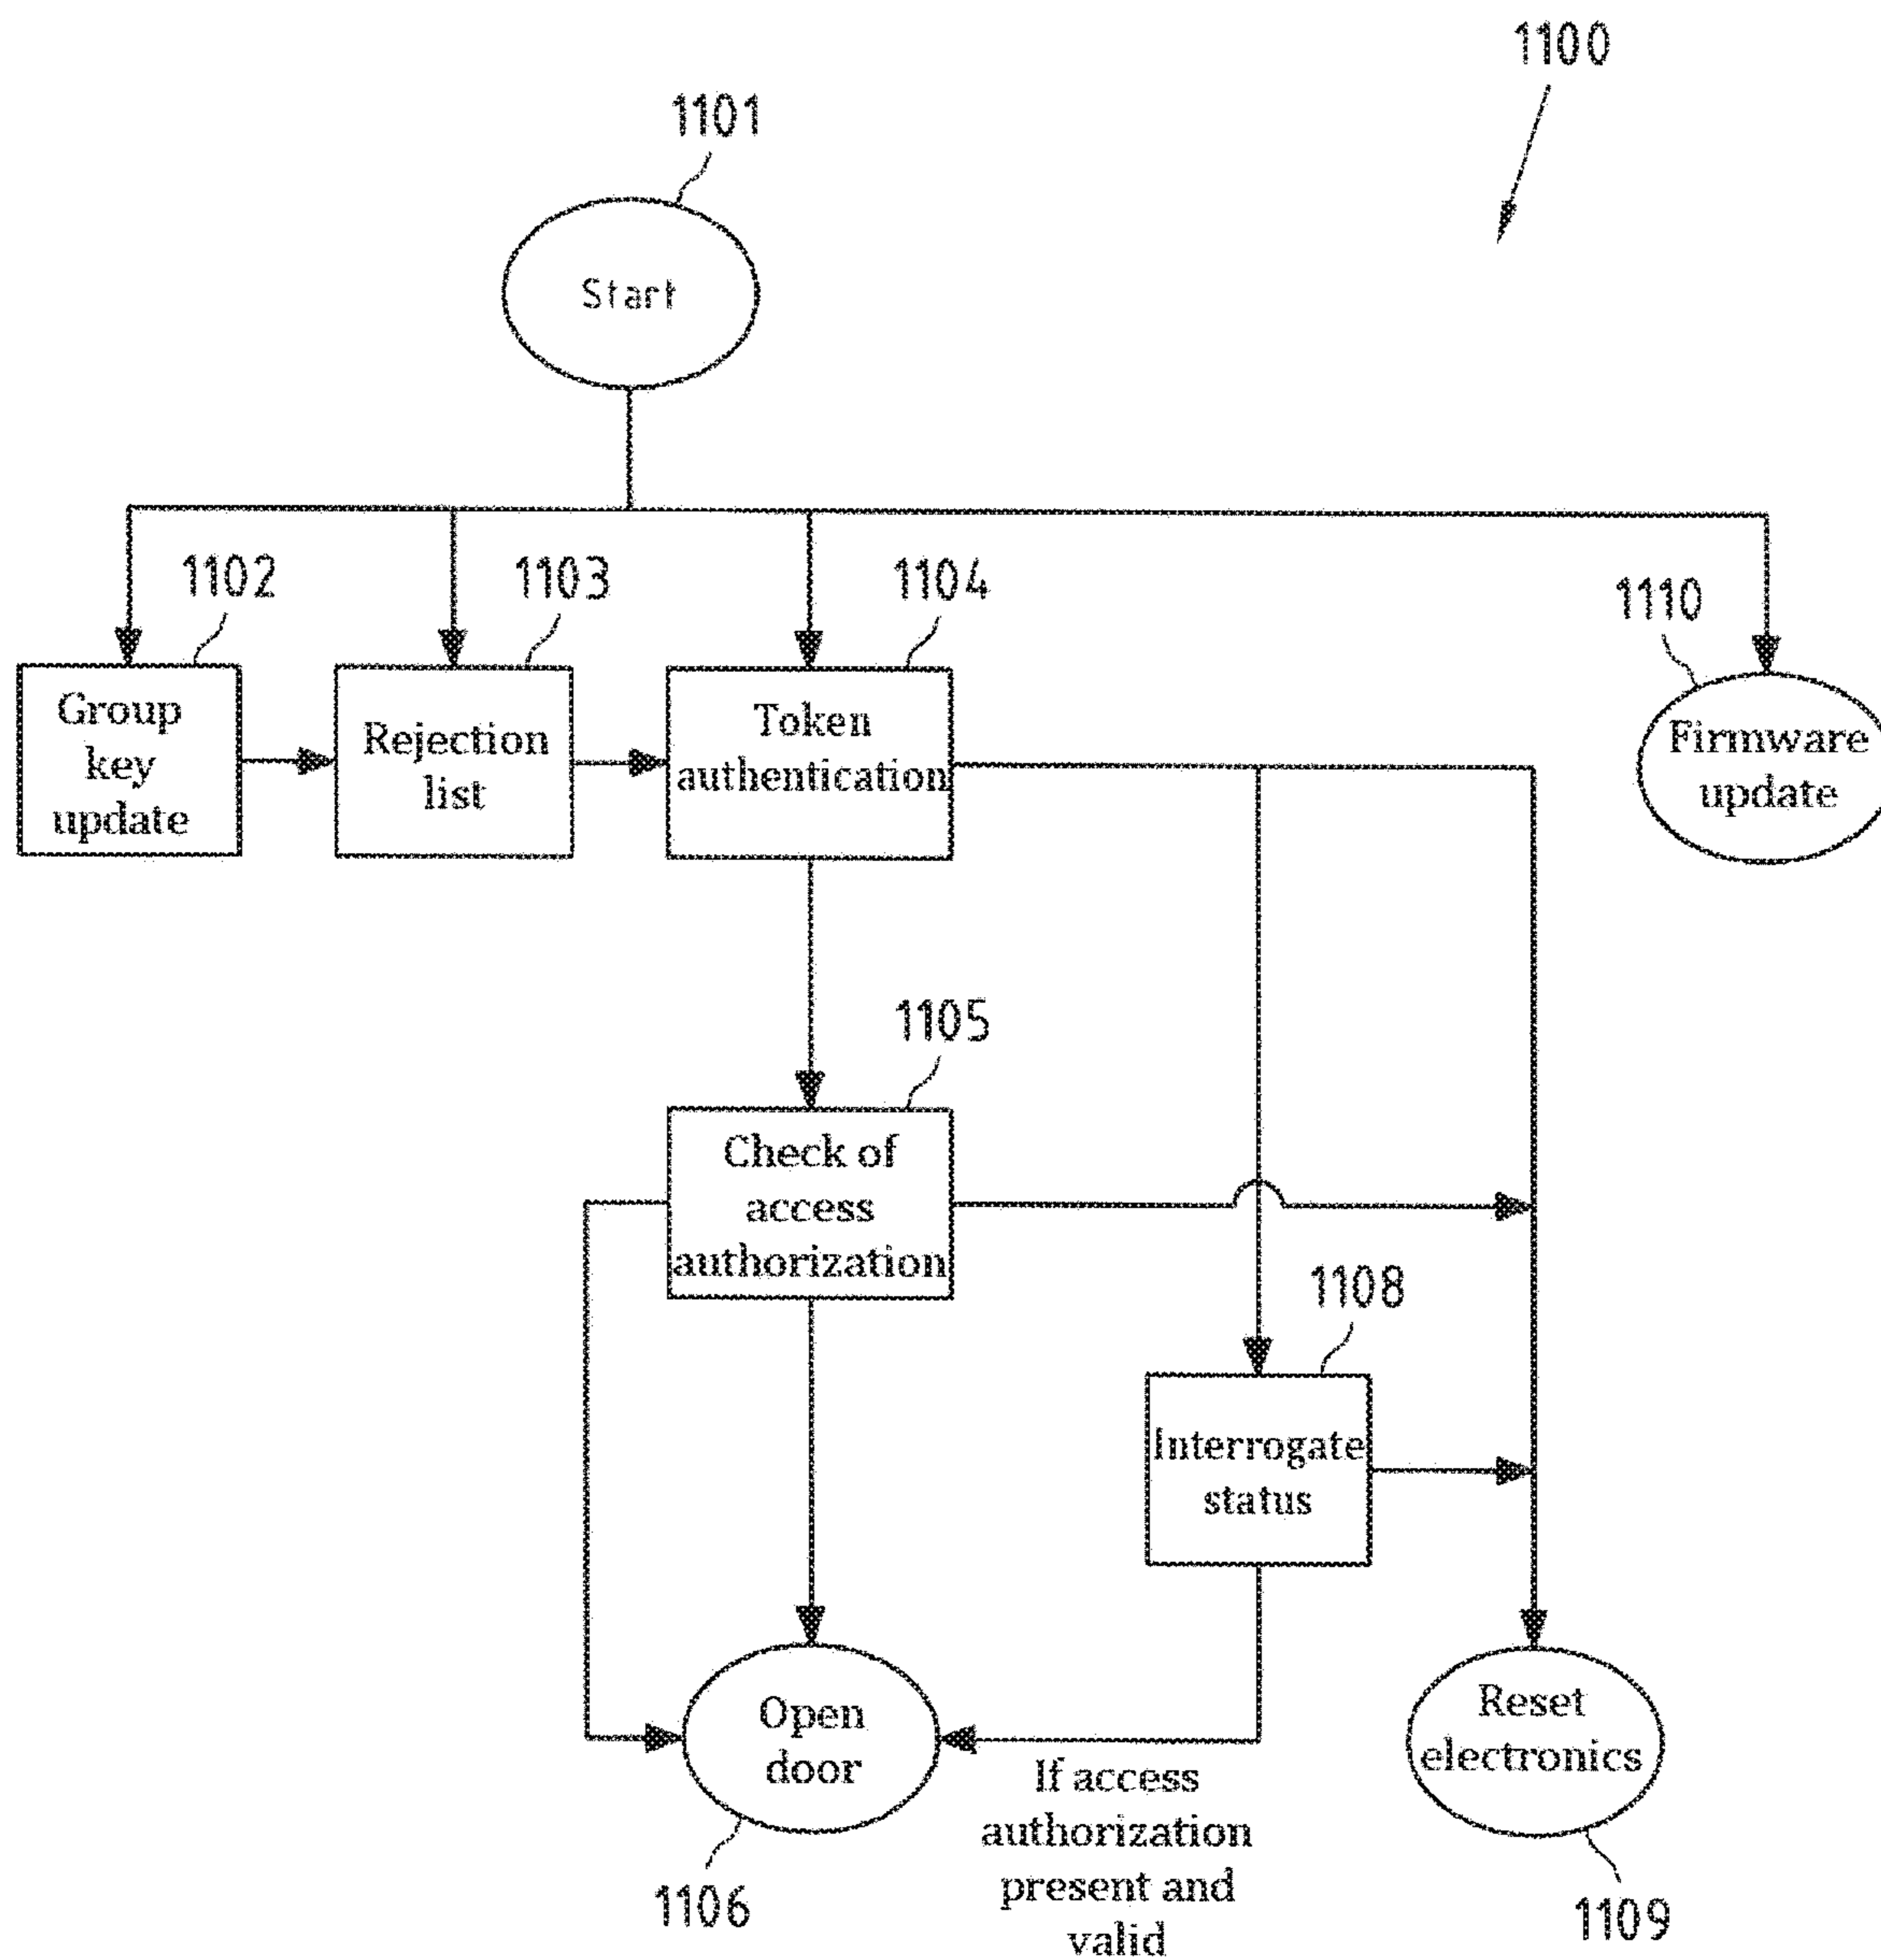 1100
1101
Start
1102
1103
1104
1110
Group
key
update
Rejection
list
Token
authentication
Firmware
update
1105
Check of
access
authorization
1108
Interrogate
status
Open
door
If access
authorization
present and
valid
Reset
electronics
1106
1109